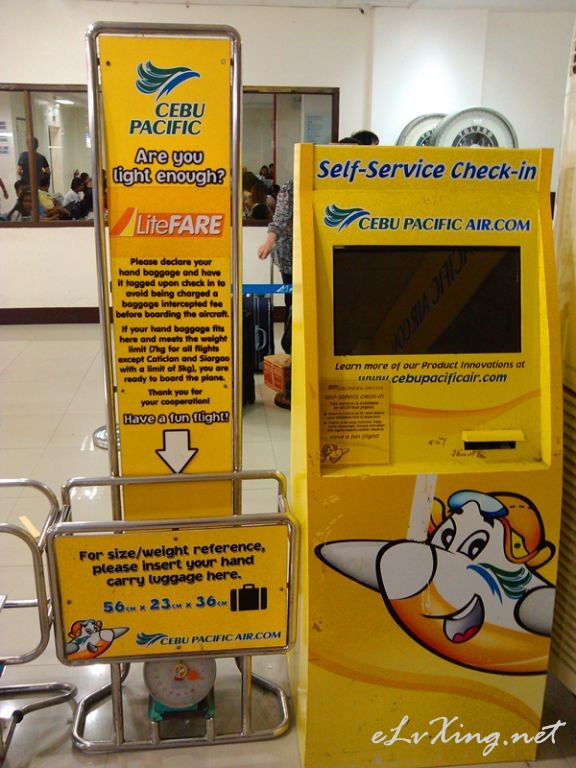 CEBU
PACIFIC
Are you
light enough?
LiteFARE
Please declare your
hand baggage and have
it tagged upon check in to
avoid being charged a
baggage intercepted fee
before boarding the aircraft.
If your hand baggage fits
here and meets the weight
limit (7kg for all flights
except Caticlan and Siargao
with a limit of 5kg), you are
ready to board the plane.
Thank you for
your cooperation!
Have a fun flight!
For size/weight reference,
please insert your hand
carry luggage here.
56CM x 23CM x 36CM
CEBU PACIFIC AIR.COM
Self-Service Check-in
CEBU PACIFIC AIR.COM
Learn more of our Product Innovations at
www.cebupacificair.com
SELF-SERVICE CHECK-IN
Have a fun flight!
eLvXing.net